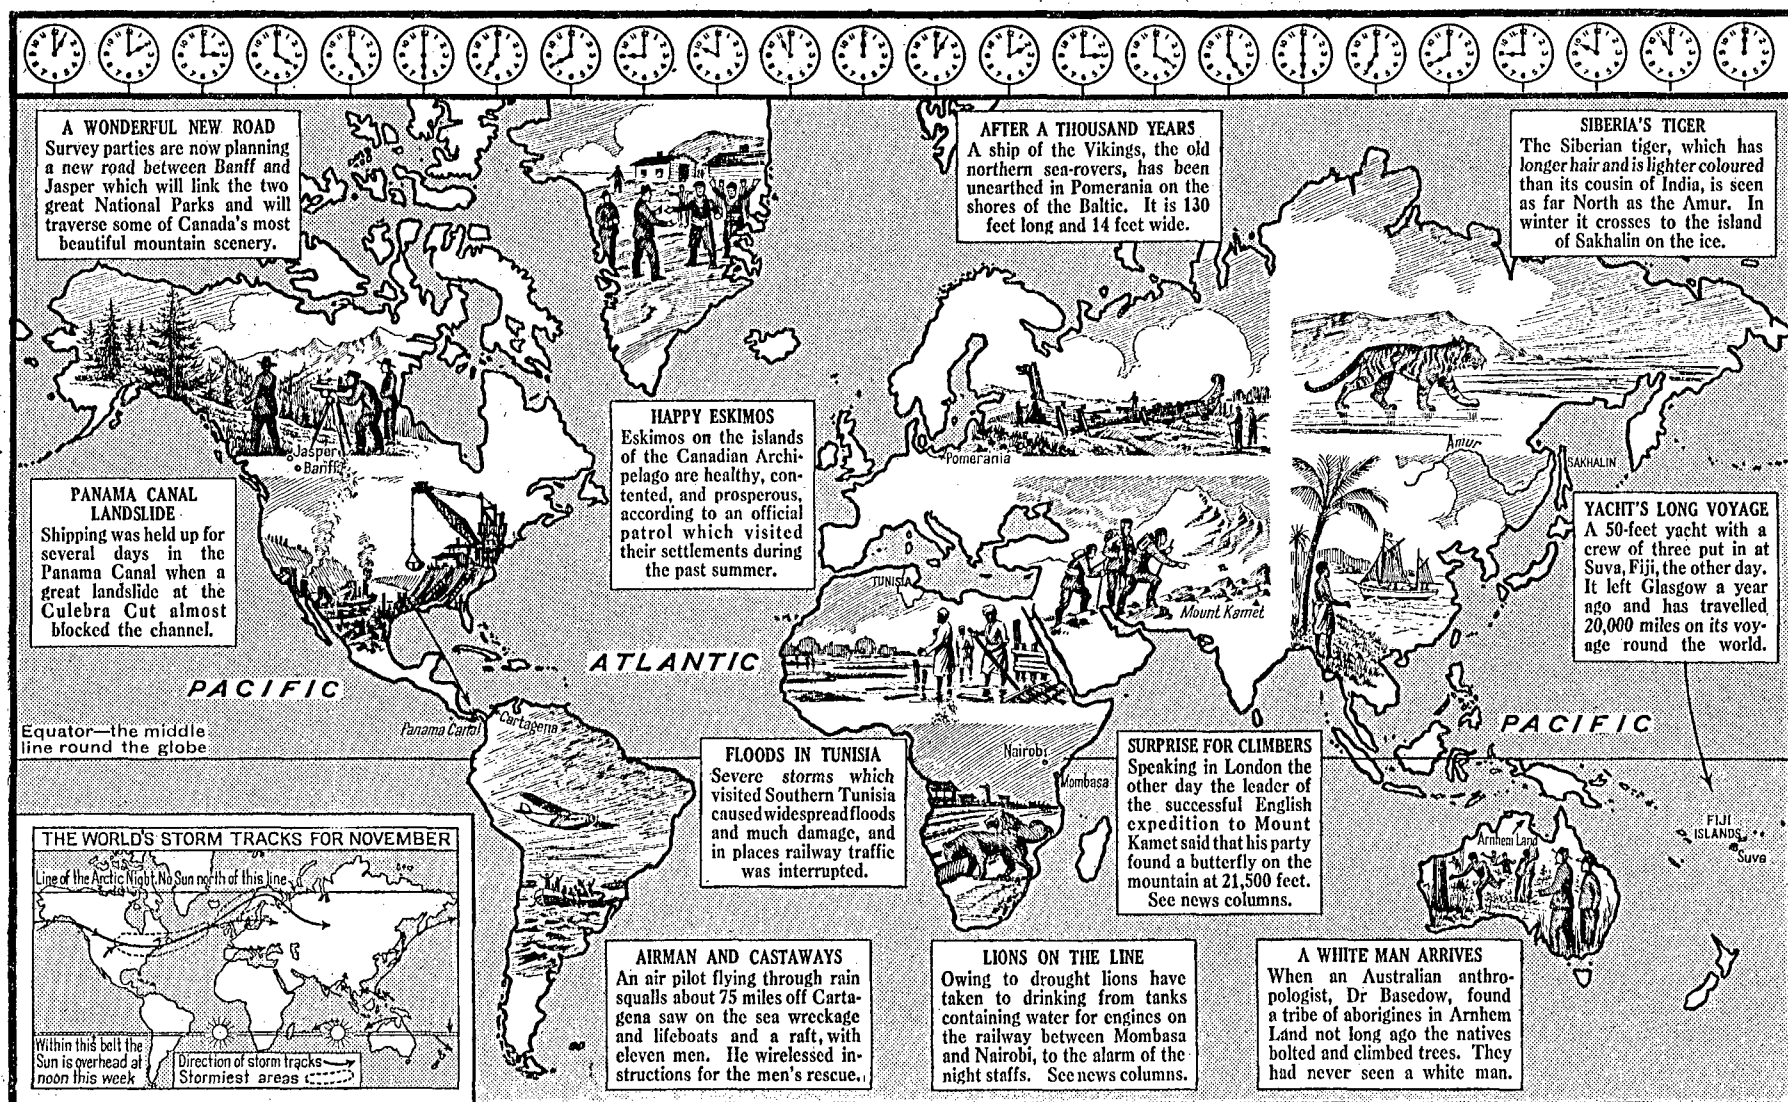 A WONDERFUL NEW ROAD
Survey parties are now planning
a new road between Banff and
Jasper which will link the two
great National Parks and will
traverse some of Canada's most
beautiful mountain scenery.
AFTER A THOUSAND YEARS
A ship of the Vikings, the old
northern sea-rovers, has been
unearthed in Pomerania on the
shores of the Baltic. It is 130
feet long and 14 feet wide.
SIBERIA'S TIGER
The Siberian tiger, which has
longer hair and is lighter coloured
than its cousin of India, is seen
as far North as the Amur. In
winter it crosses to the island
of Sakhalin on the ice.
HAPPY ESKIMOS
Eskimos on the islands
of the Canadian Archi-
pelago are healthy, con-
tented, and prosperous,
according to an official
patrol which visited
their settlements during
the past summer.
Jasper
Banff
Pomerania
Amur
SAKHALIN
PANAMA CANAL
LANDSLIDE
Shipping was held up for
several days in the
Panama Canal when a
great landslide at the
Culebra Cut almost
blocked the channel.
YACHT'S LONG VOYAGE
A 50-feet yacht with a
crew of three put in at
Suva, Fiji, the other day.
It left Glasgow a year
ago and has travelled
20,000 miles on its voy-
age round the world.
TUNISIA
Mount Kamet
ATLANTIC
PACIFIC
PACIFIC
Equator—the middle
line round the globe
Panama Canal
Cartagena
Nairobi
Mombasa
FLOODS IN TUNISIA
Severe storms which
visited Southern Tunisia
caused widespread floods
and much damage, and
in places railway traffic
was interrupted.
SURPRISE FOR CLIMBERS
Speaking in London the
other day the leader of
the successful English
expedition to Mount
Kamet said that his party
found a butterfly on the
mountain at 21,500 feet.
See news columns.
FIJI
ISLANDS
Suva
Arnhem Land
THE WORLD'S STORM TRACKS FOR NOVEMBER
Line of the Arctic Night. No Sun north of this line
Within this belt the
Sun is overhead at
noon this week
Direction of storm tracks
Stormiest areas
AIRMAN AND CASTAWAYS
An air pilot flying through rain
squalls about 75 miles off Carta-
gena saw on the sea wreckage
and lifeboats and a raft, with
eleven men. He wirelessed in-
structions for the men's rescue.
LIONS ON THE LINE
Owing to drought lions have
taken to drinking from tanks
containing water for engines on
the railway between Mombasa
and Nairobi, to the alarm of the
night staffs. See news columns.
A WHITE MAN ARRIVES
When an Australian anthro-
pologist, Dr Basedow, found
a tribe of aborigines in Arnhem
Land not long ago the natives
bolted and climbed trees. They
had never seen a white man.